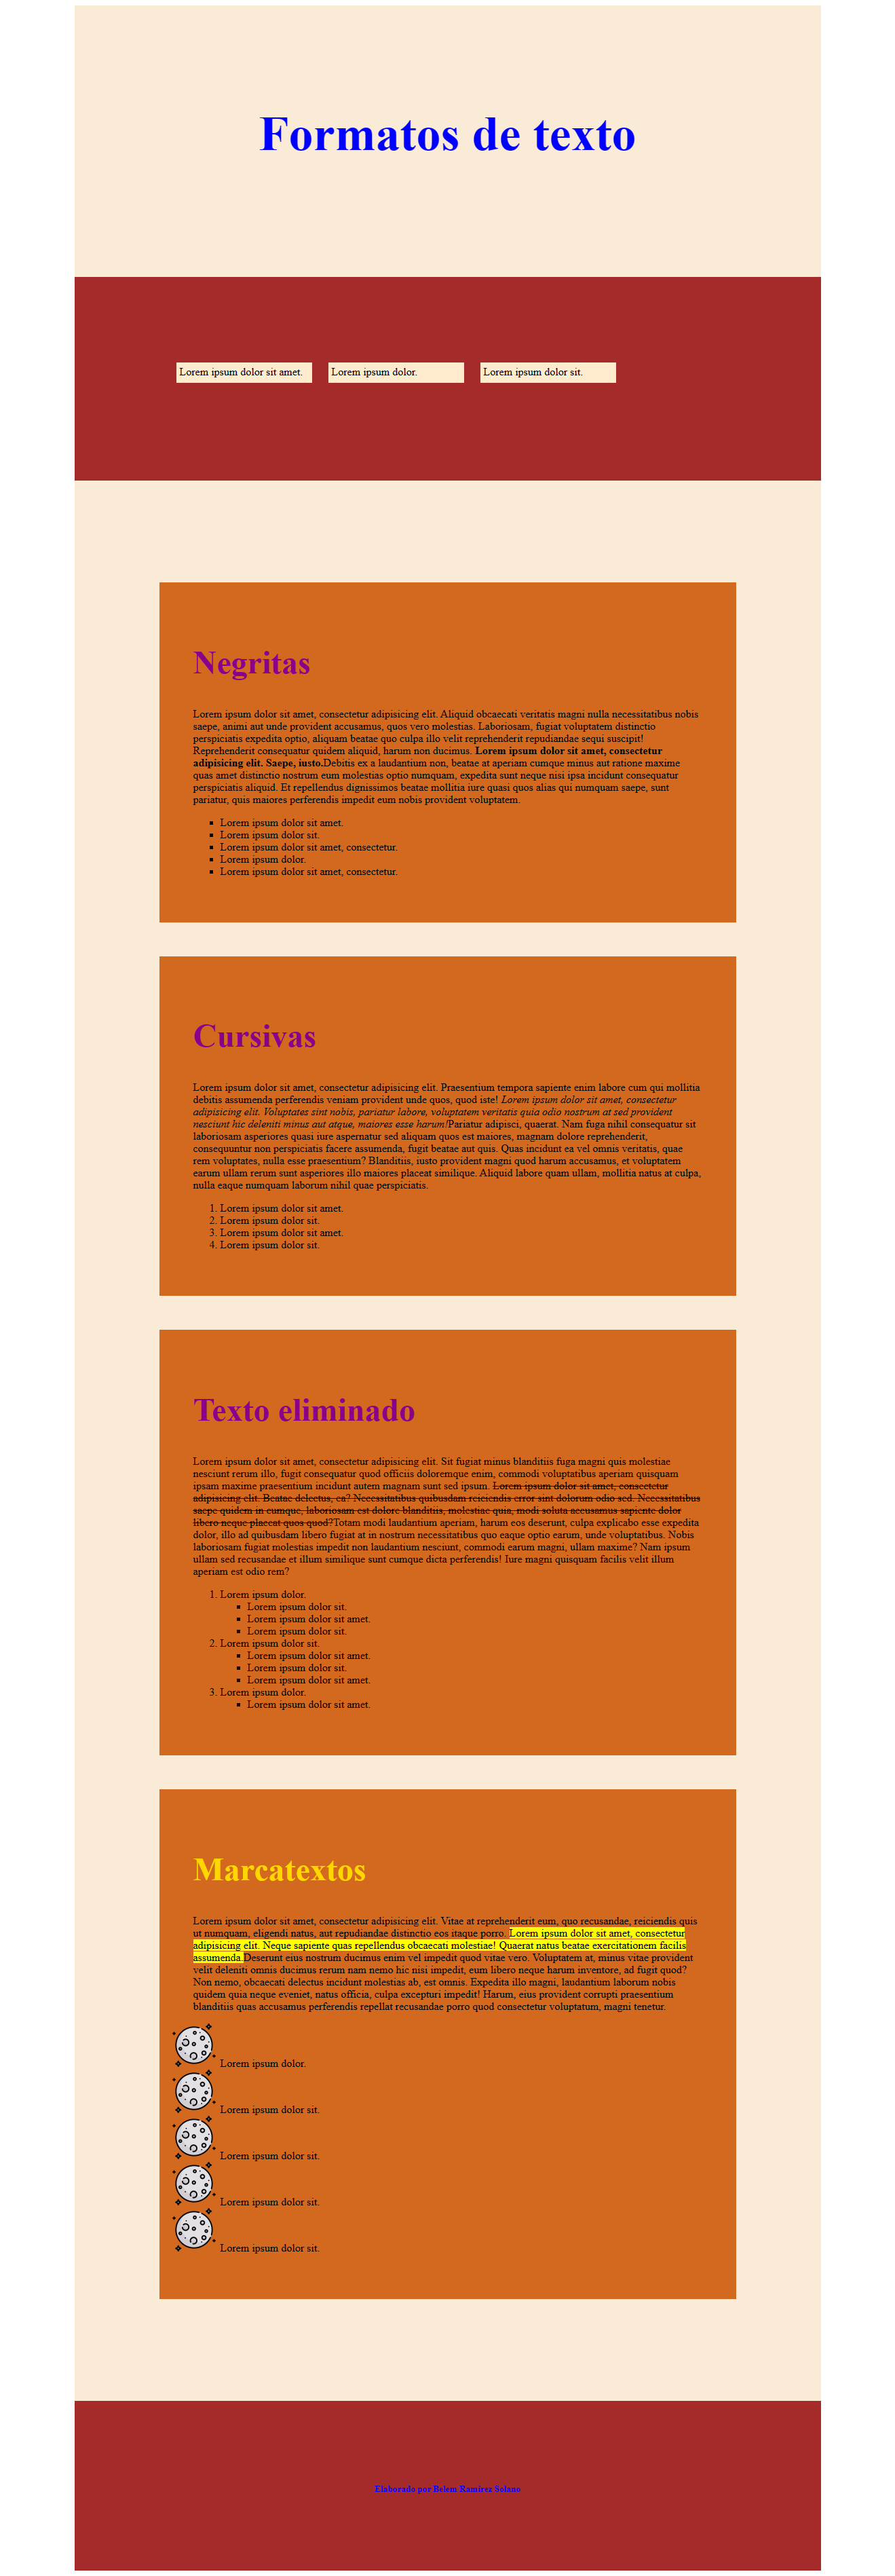 Formatos de texto
Lorem ipsum dolor sit amet.
Lorem ipsum dolor.
Lorem ipsum dolor sit.
Negritas
Lorem ipsum dolor sit amet, consectetur adipisicing elit. Aliquid obcaecati veritatis magni nulla necessitatibus nobis
saepe, animi aut unde provident accusamus, quos vero molestias. Laboriosam, fugiat voluptatem distinctio
perspiciatis expedita optio, aliquam beatae quo culpa illo velit reprehenderit repudiandae sequi suscipit!
Reprehenderit consequatur quidem aliquid, harum non ducimus. Lorem ipsum dolor sit amet, consectetur
adipisicing elit. Saepe, iusto.Debitis ex a laudantium non, beatae at aperiam cumque minus aut ratione maxime
quas amet distinctio nostrum eum molestias optio numquam, expedita sunt neque nisi ipsa incidunt consequatur
perspiciatis aliquid. Et repellendus dignissimos beatae mollitia iure quasi quos alias qui numquam saepe, sunt
pariatur, quis maiores perferendis impedit eum nobis provident voluptatem.
Lorem ipsum dolor sit amet.
Lorem ipsum dolor sit.
Lorem ipsum dolor sit amet, consectetur.
Lorem ipsum dolor.
Lorem ipsum dolor sit amet, consectetur.
Cursivas
Lorem ipsum dolor sit amet, consectetur adipisicing elit. Praesentium tempora sapiente enim labore cum qui mollitia
debitis assumenda perferendis veniam provident unde quos, quod iste! Lorem ipsum dolor sit amet, consectetur
adipisicing elit. Voluptates sint nobis, pariatur labore, voluptatem veritatis quia odio nostrum at sed provident
nesciunt hic deleniti minus aut atque, maiores esse harum!Pariatur adipisci, quaerat. Nam fuga nihil consequatur sit
laboriosam asperiores quasi iure aspernatur sed aliquam quos est maiores, magnam dolore reprehenderit,
consequuntur non perspiciatis facere assumenda, fugit beatae aut quis. Quas incidunt ea vel omnis veritatis, quae
rem voluptates, nulla esse praesentium? Blanditiis, iusto provident magni quod harum accusamus, et voluptatem
earum ullam rerum sunt asperiores illo maiores placeat similique. Aliquid labore quam ullam, mollitia natus at culpa,
nulla eaque numquam laborum nihil quae perspiciatis.
1. Lorem ipsum dolor sit amet.
2. Lorem ipsum dolor sit.
3. Lorem ipsum dolor sit amet.
4. Lorem ipsum dolor sit.
Texto eliminado
Lorem ipsum dolor sit amet, consectetur adipisicing elit. Sit fugiat minus blanditiis fuga magni quis molestiae
nesciunt rerum illo, fugit consequatur quod officiis doloremque enim, commodi voluptatibus aperiam quisquam
ipsam maxime praesentium incidunt autem magnam sunt sed ipsum. Lorem ipsum dolor sit amet, consectetur
adipisicing elit. Beatae delectus, ea? Necessitatibus quibusdam reiciendis error sint dolorum odio sed. Necessitatibus
saepe quidem in cumque, laboriosam est dolore blanditiis, molestiae quia, modi soluta accusamus sapiente dolor
libero neque placeat quos quod?Totam modi laudantium aperiam, harum eos deserunt, culpa explicabo esse expedita
dolor, illo ad quibusdam libero fugiat at in nostrum necessitatibus quo eaque optio earum, unde voluptatibus. Nobis
laboriosam fugiat molestias impedit non laudantium nesciunt, commodi earum magni, ullam maxime? Nam ipsum
ullam sed recusandae et illum similique sunt cumque dicta perferendis! Iure magni quisquam facilis velit illum
aperiam est odio rem?
1. Lorem ipsum dolor.
Lorem ipsum dolor sit.
Lorem ipsum dolor sit amet.
Lorem ipsum dolor sit.
2. Lorem ipsum dolor sit.
Lorem ipsum dolor sit amet.
Lorem ipsum dolor sit.
Lorem ipsum dolor sit amet.
3. Lorem ipsum dolor.
Lorem ipsum dolor sit amet.
Marcatextos
Lorem ipsum dolor sit amet, consectetur adipisicing elit. Vitae at reprehenderit eum, quo recusandae, reiciendis quis
ut numquam, eligendi natus, aut repudiandae distinctio eos itaque porro. Lorem ipsum dolor sit amet, consectetur
adipisicing elit. Neque sapiente quas repellendus obcaecati molestiae! Quaerat natus beatae exercitationem facilis
assumenda.Deserunt eius nostrum ducimus enim vel impedit quod vitae vero. Voluptatem at, minus vitae provident
velit deleniti omnis ducimus rerum nam nemo hic nisi impedit, eum libero neque harum inventore, ad fugit quod?
Non nemo, obcaecati delectus incidunt molestias ab, est omnis. Expedita illo magni, laudantium laborum nobis
quidem quia neque eveniet, natus officia, culpa excepturi impedit! Harum, eius provident corrupti praesentium
blanditiis quas accusamus perferendis repellat recusandae porro quod consectetur voluptatum, magni tenetur.
Lorem ipsum dolor.
Lorem ipsum dolor sit.
Lorem ipsum dolor sit.
Lorem ipsum dolor sit.
Lorem ipsum dolor sit.
Elaborado por Belem Ramirez Solano